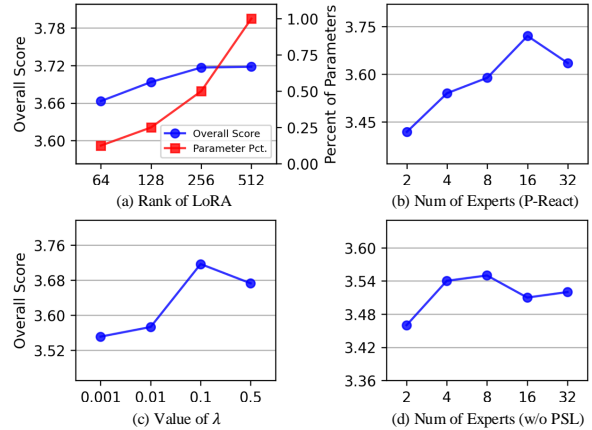 Overall Score
3.78
3.72
3.66
3.60
1.00
0.75
0.50
0.25
0.00
Percent of Parameters
Overall Score
Parameter Pct.
64 128 256 512
(a) Rank of LoRA
3.75
3.60
3.45
2 4 8 16 32
(b) Num of Experts (P-React)
Overall Score
3.76
3.68
3.60
3.52
0.001 0.01 0.1 0.5
(c) Value of λ
3.60
3.54
3.48
3.42
3.36
2 4 8 16 32
(d) Num of Experts (w/o PSL)